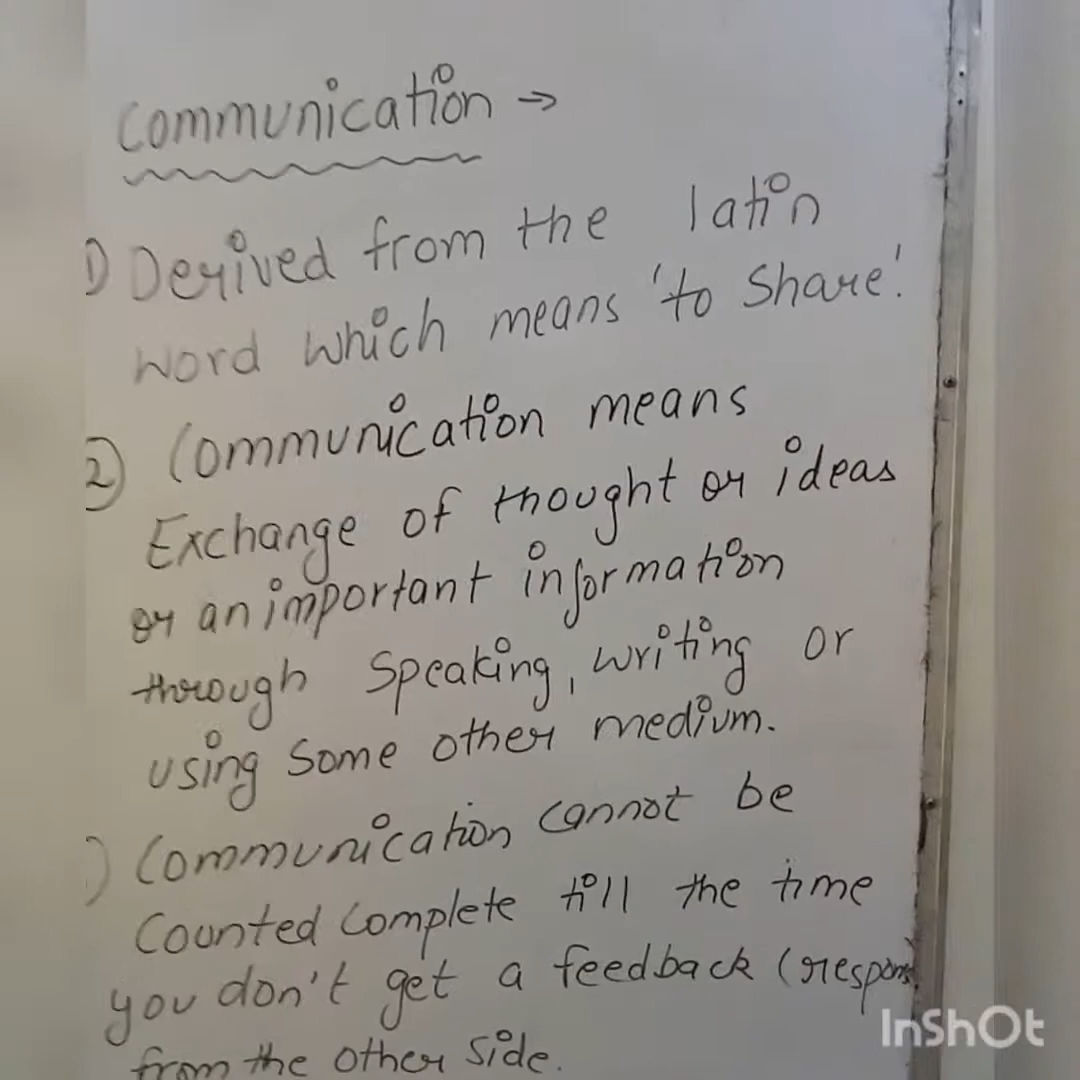 Communication →
1) Derived from the latin
word which means 'to Share'.
2) Communication means
Exchange of thought or ideas
or an important information
through Speaking, writing or
using Some other medium.
) Communication cannot be
Counted Complete till the time
you don't get a feedback (respons
from the other Side.
InShOt